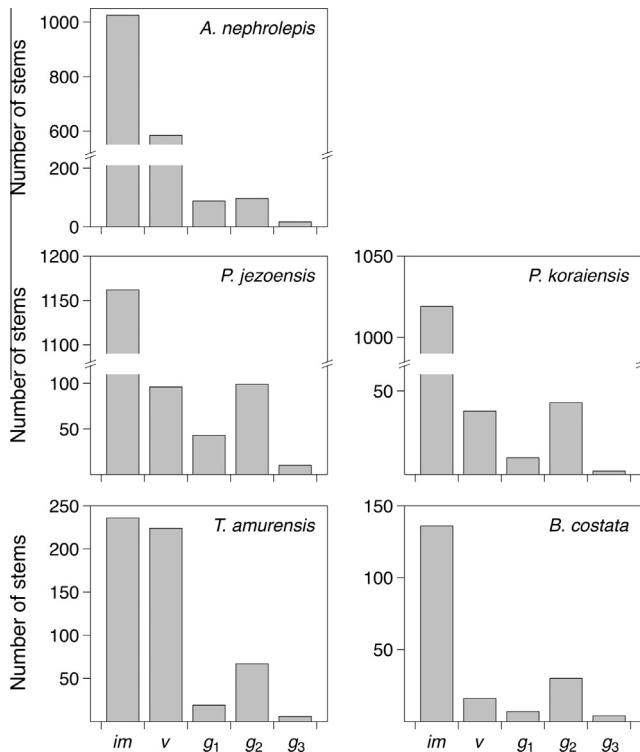 A. nephrolepis
Number of stems
1000
800
600
200
0
P. jezoensis
Number of stems
1200
1150
1100
100
50
P. koraiensis
1050
1000
50
T. amurensis
Number of stems
250
200
150
100
50
im v g1 g2 g3
B. costata
150
100
50
im v g1 g2 g3